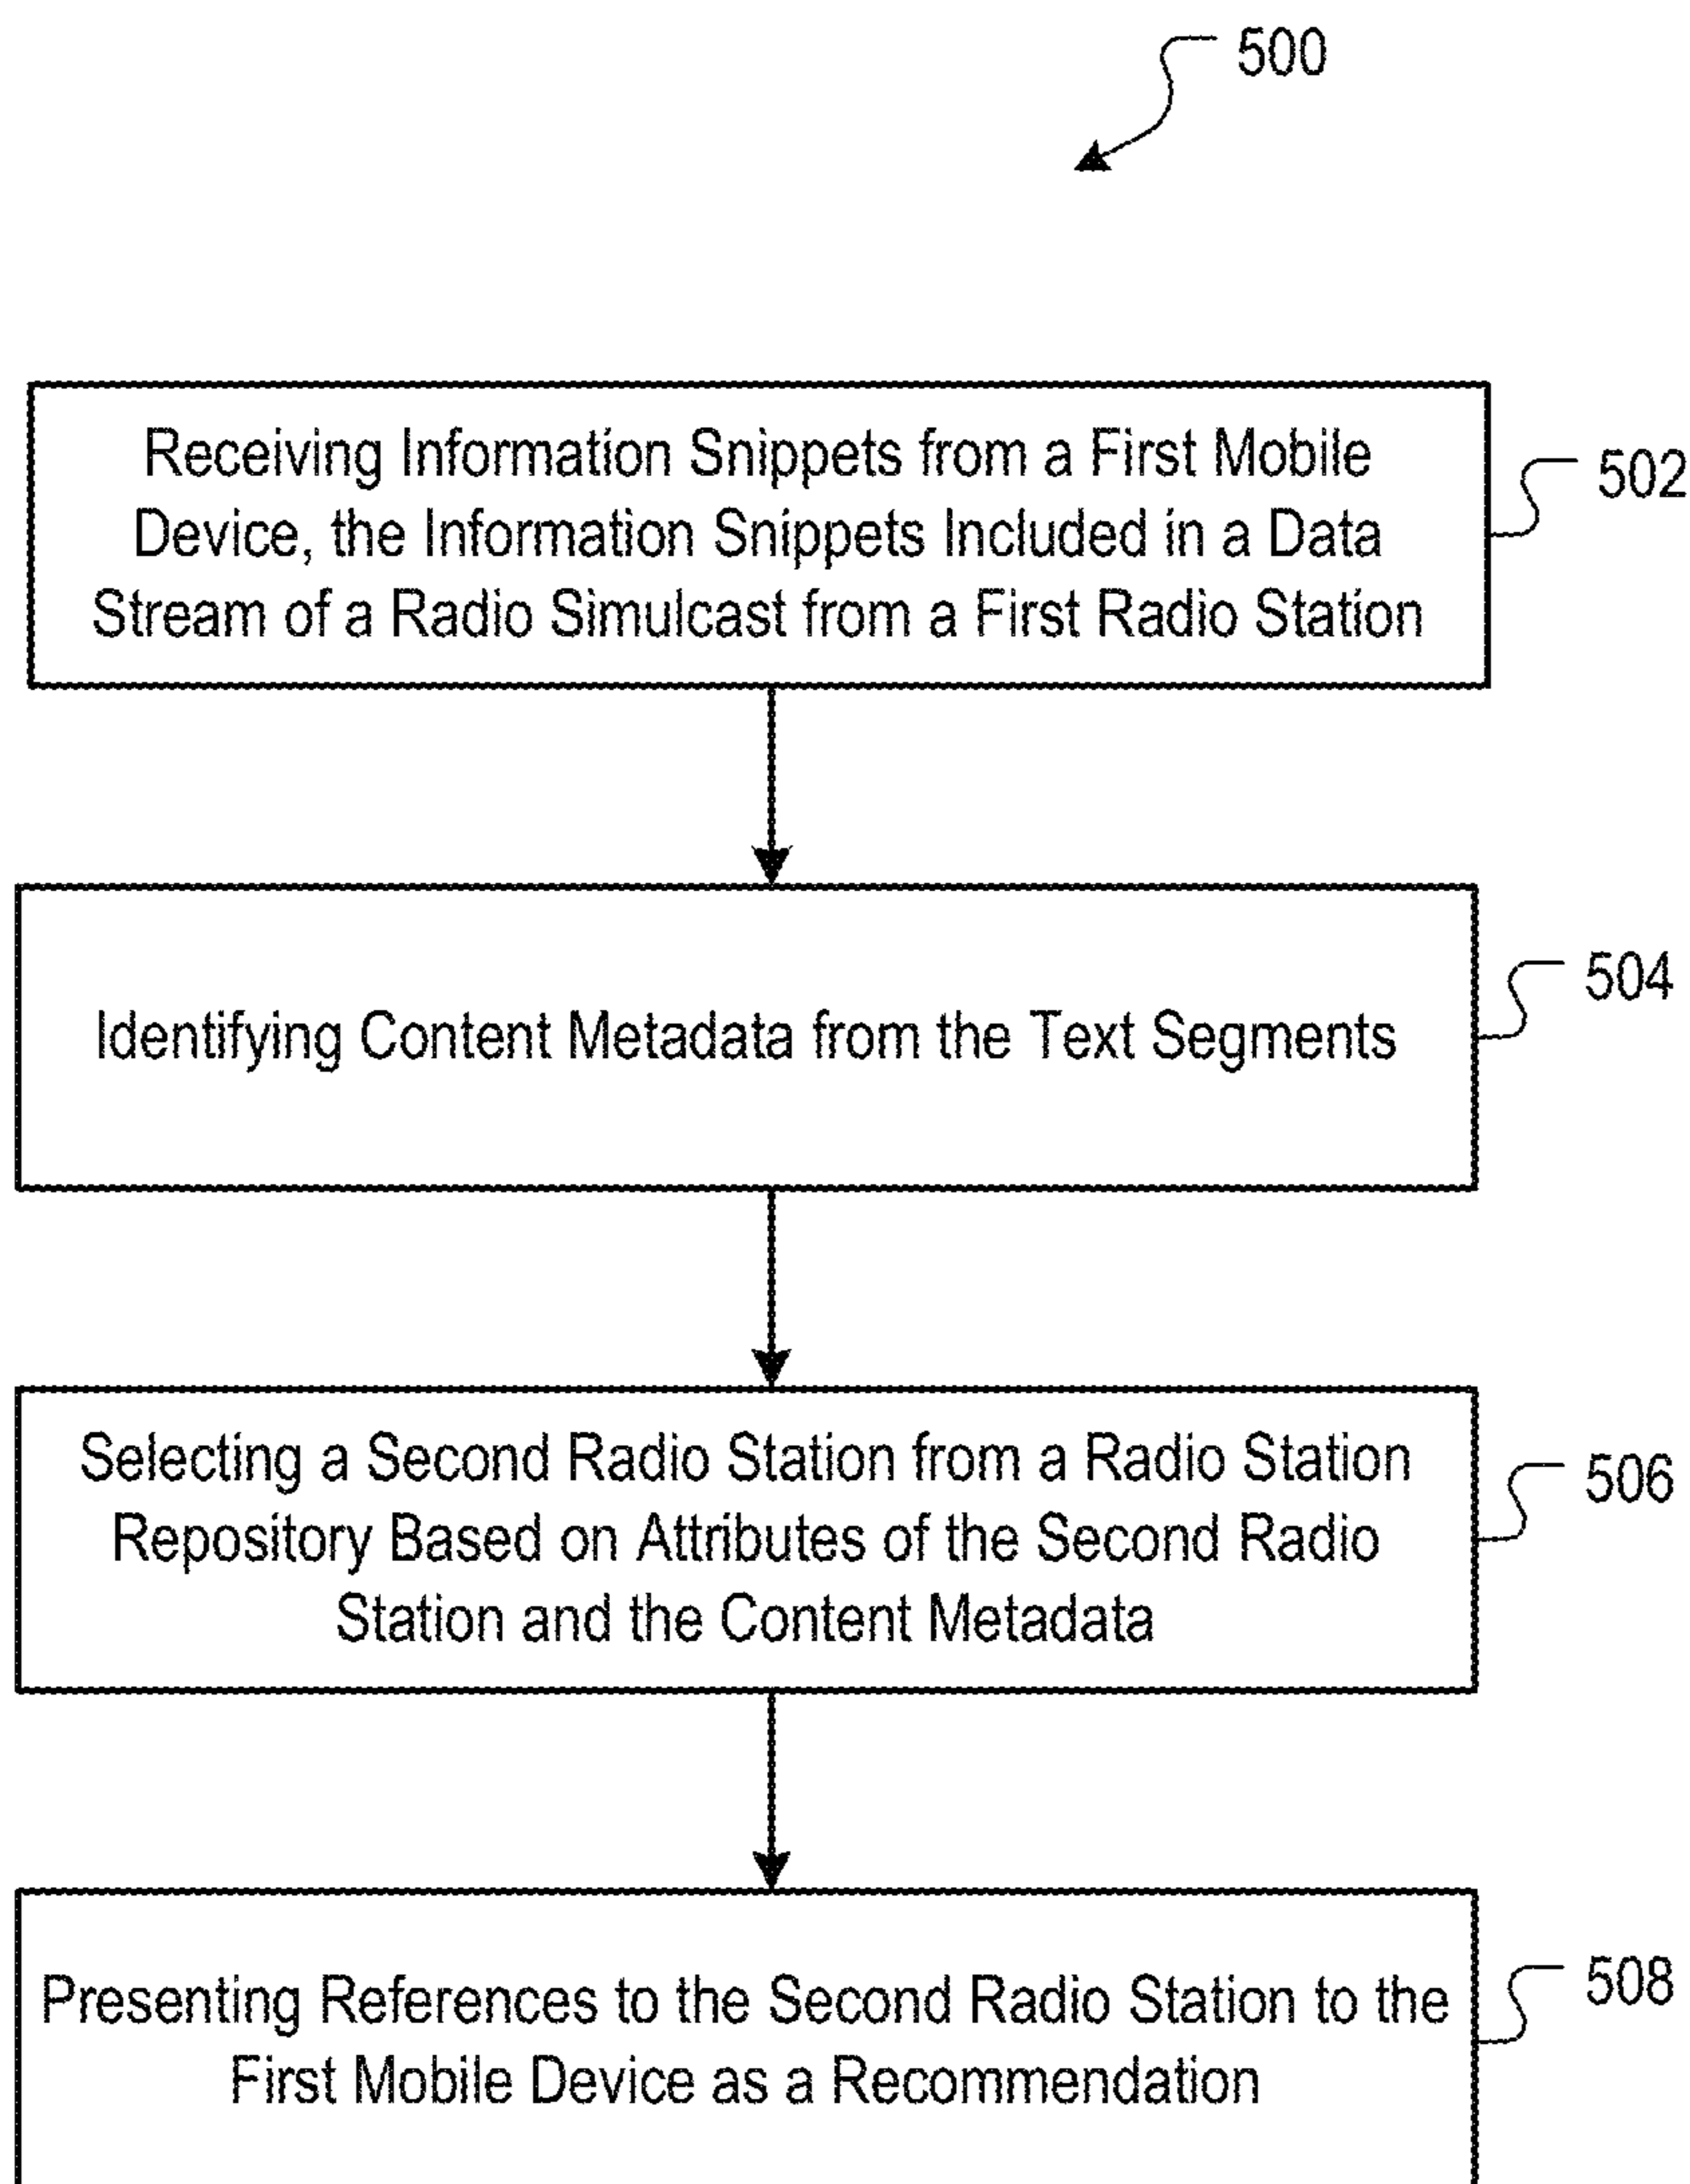 500
Receiving Information Snippets from a First Mobile
Device, the Information Snippets Included in a Data
Stream of a Radio Simulcast from a First Radio Station
502
Identifying Content Metadata from the Text Segments
504
Selecting a Second Radio Station from a Radio Station
Repository Based on Attributes of the Second Radio
Station and the Content Metadata
506
Presenting References to the Second Radio Station to the
First Mobile Device as a Recommendation
508